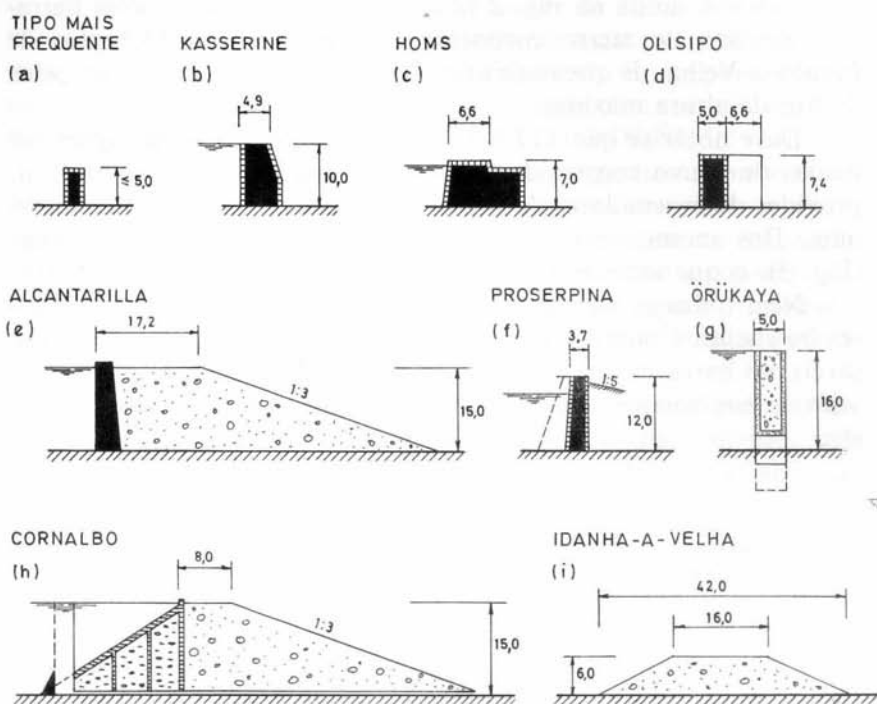 TIPO MAIS
FREQUENTE
(a)
≤ 5,0
KASSERINE
(b)
4,9
10,0
HOMS
(c)
6,6
7,0
OLISIPO
(d)
5,0
6,6
7,4
ALCANTARILLA
(e)
17,2
1:3
15,0
PROSERPINA
(f)
3,7
1:5
12,0
ÖRÜKAYA
(g)
5,0
16,0
CORNALBO
(h)
8,0
1:3
15,0
IDANHA-A-VELHA
(i)
42,0
16,0
6,0